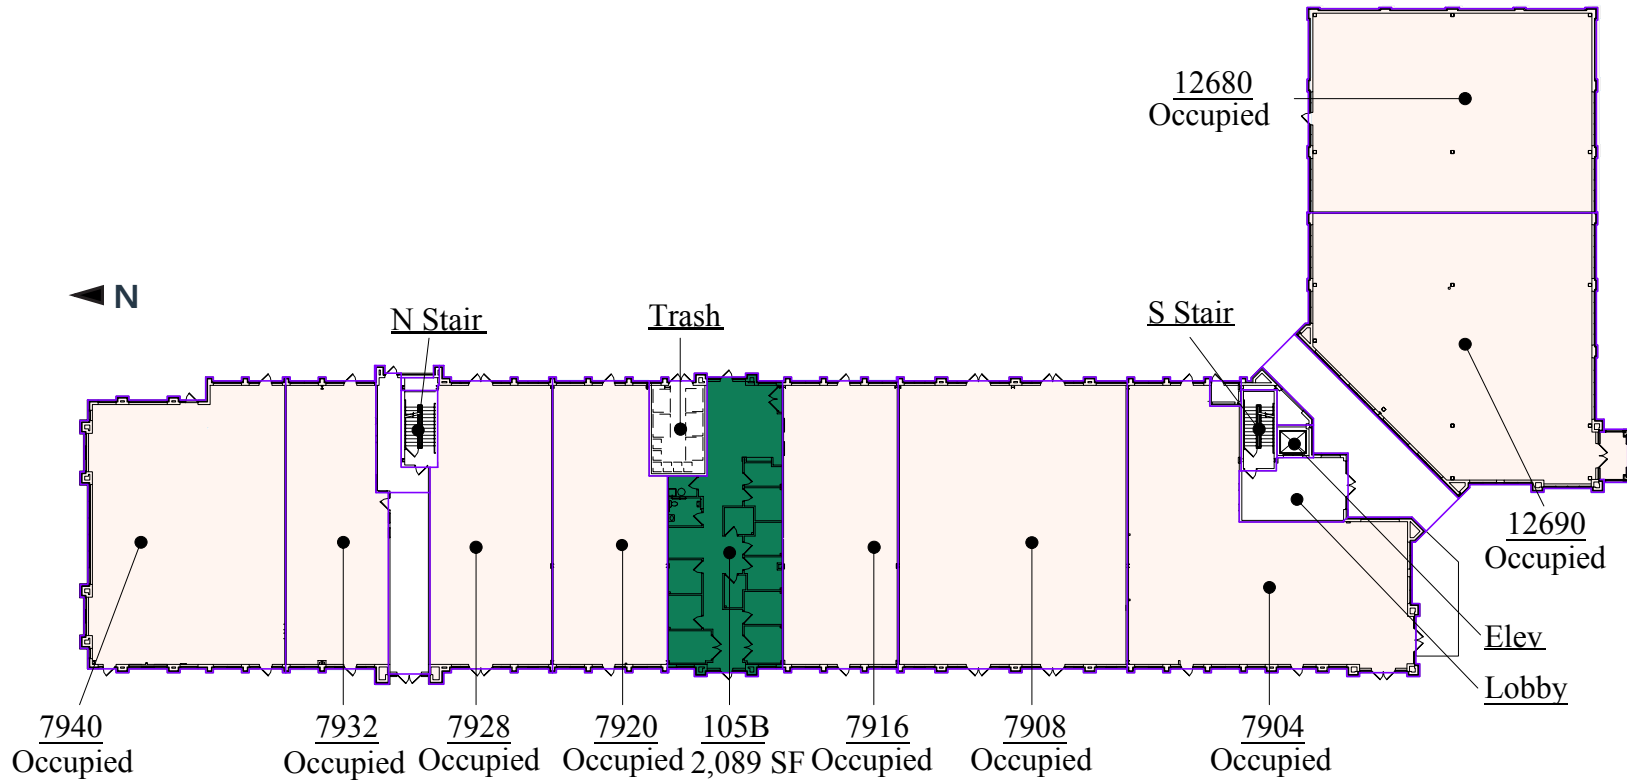 12680
Occupied
N
N Stair
Trash
S Stair
12690
Occupied
Elev
Lobby
7940
Occupied
7932
Occupied
7928
Occupied
7920
Occupied
105B
2,089 SF
7916
Occupied
7908
Occupied
7904
Occupied